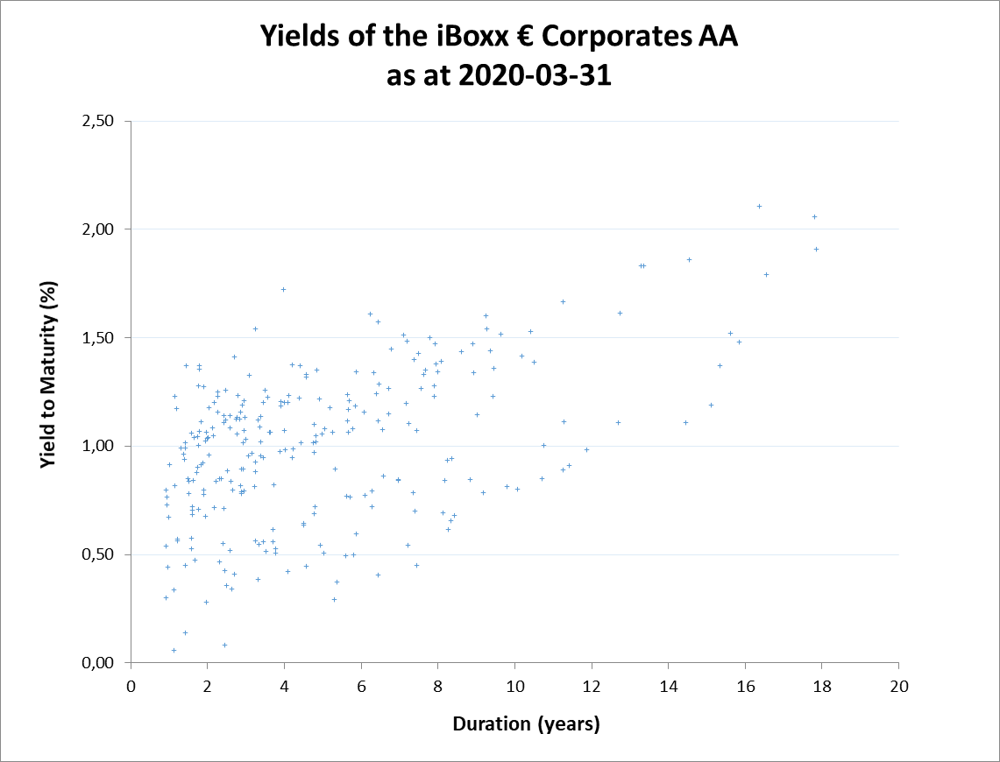 Yields of the iBoxx € Corporates AA
as at 2020-03-31
2,50
2,00
1,50
1,00
0,50
0,00
Yield to Maturity (%)
0 2 4 6 8 10 12 14 16 18 20
Duration (years)